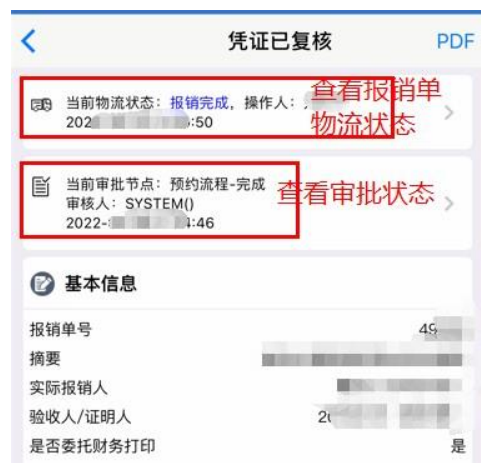 凭证已复核
PDF
当前物流状态：报销完成，操作人：
202 :50
查看报销单
物流状态
当前审批节点：预约流程-完成
审核人：SYSTEM()
2022- :46
查看审批状态
基本信息
报销单号
49
摘要
实际报销人
验收人/证明人
20
是否委托财务打印
是